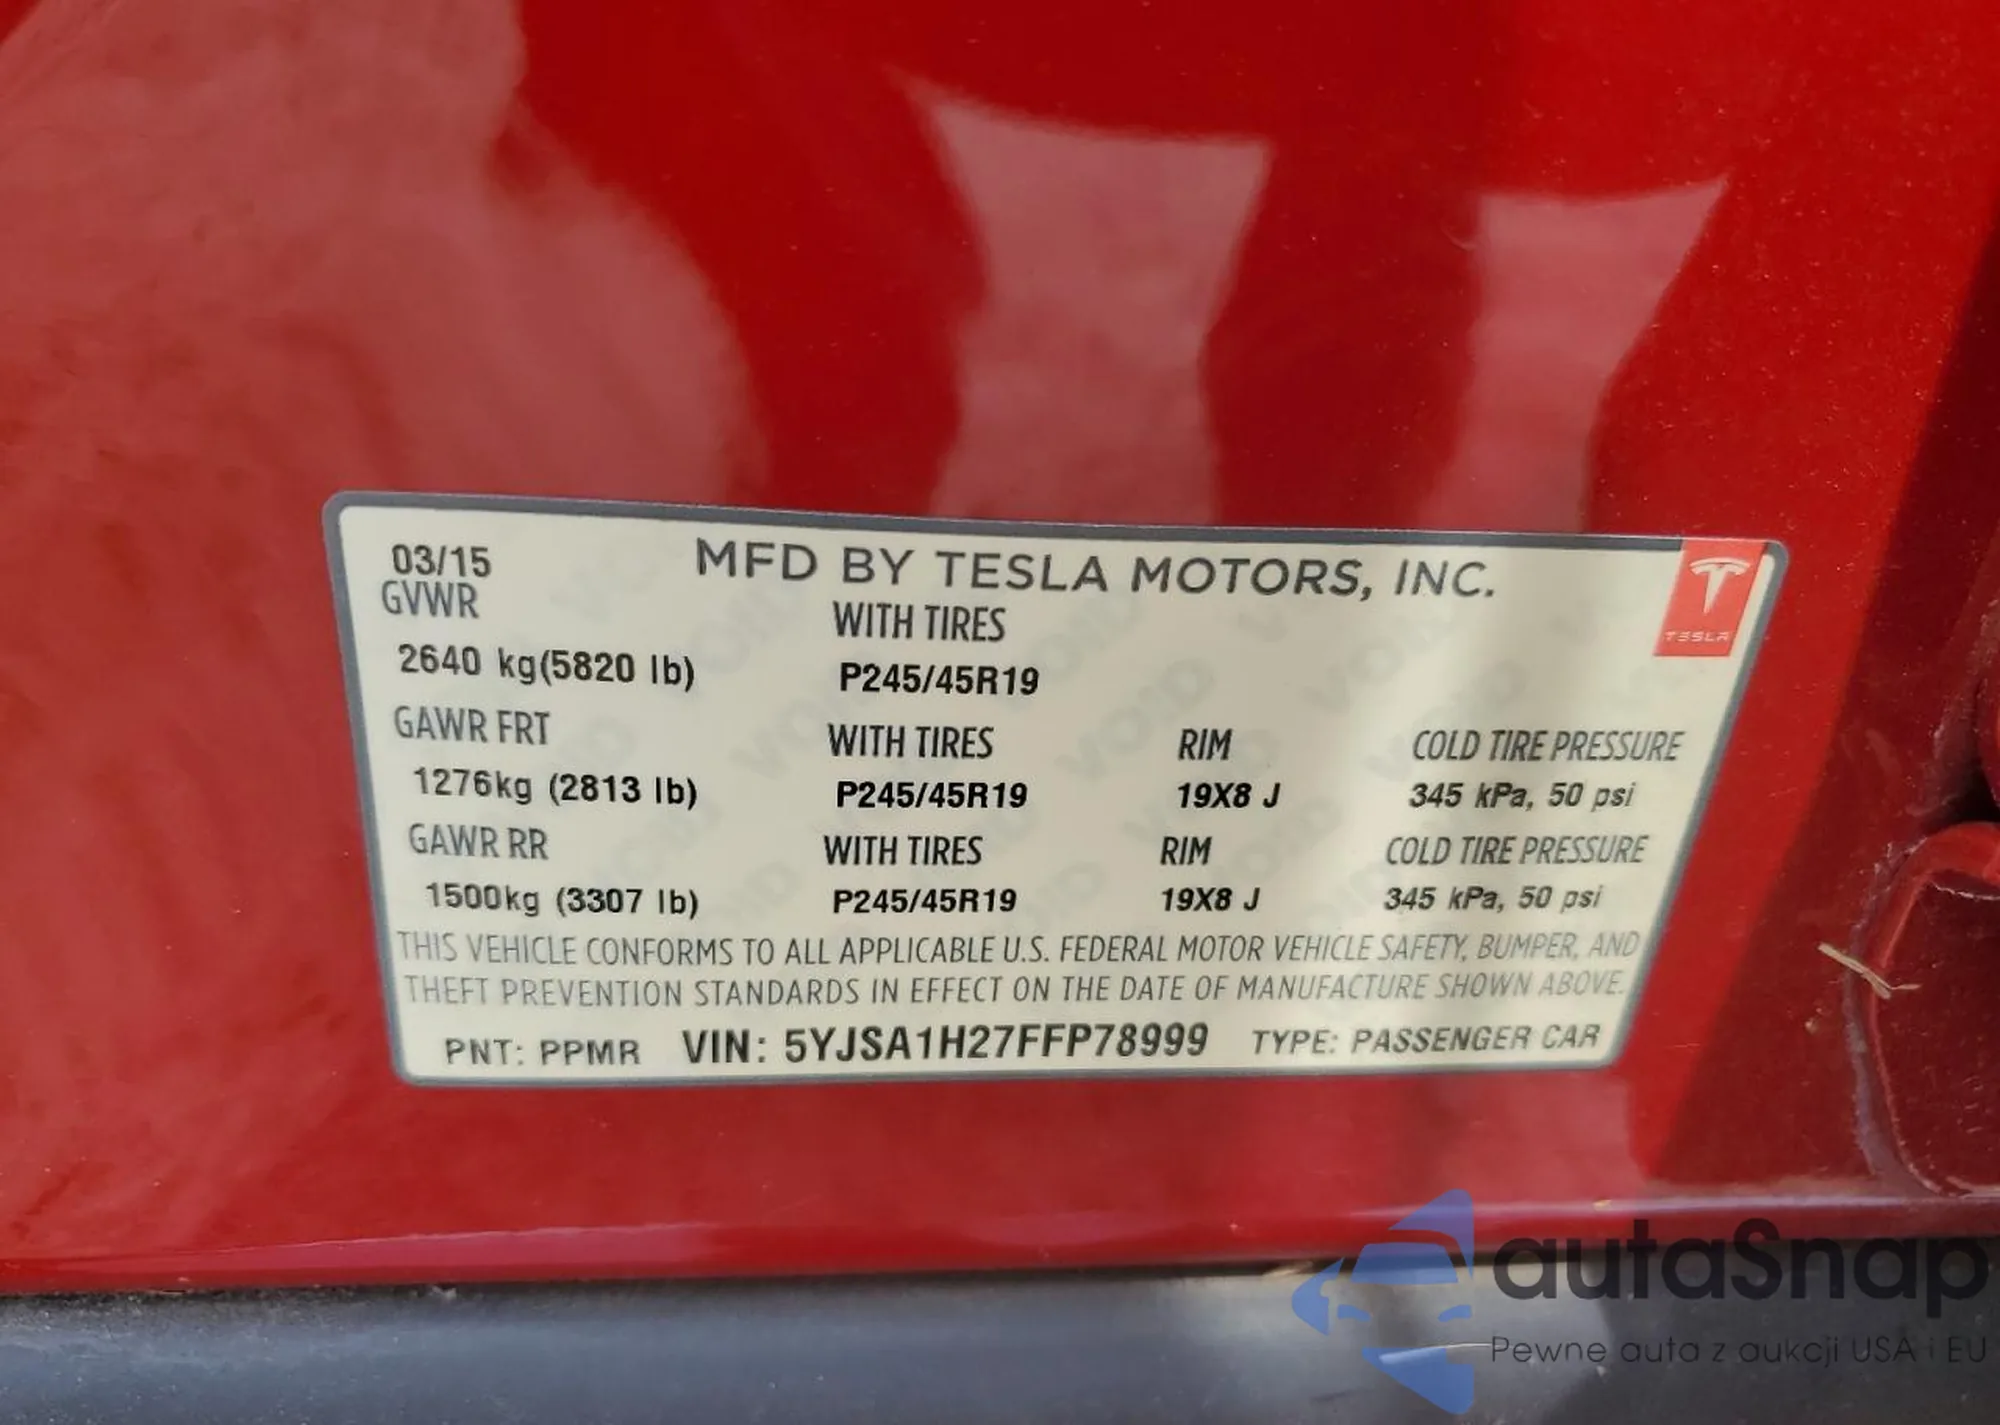 03/15 MFD BY TESLA MOTORS, INC.
TESLA
GVWR WITH TIRES
2640 kg(5820 lb) P245/45R19
GAWR FRT WITH TIRES RIM COLD TIRE PRESSURE
1276kg (2813 lb) P245/45R19 19X8 J 345 kPa, 50 psi
GAWR RR WITH TIRES RIM COLD TIRE PRESSURE
1500kg (3307 lb) P245/45R19 19X8 J 345 kPa, 50 psi
THIS VEHICLE CONFORMS TO ALL APPLICABLE U.S. FEDERAL MOTOR VEHICLE SAFETY, BUMPER, AND
THEFT PREVENTION STANDARDS IN EFFECT ON THE DATE OF MANUFACTURE SHOWN ABOVE.
PNT: PPMR VIN: 5YJSA1H27FFP78999 TYPE: PASSENGER CAR
autaSnap
Pewne auta z aukcji USA i EU